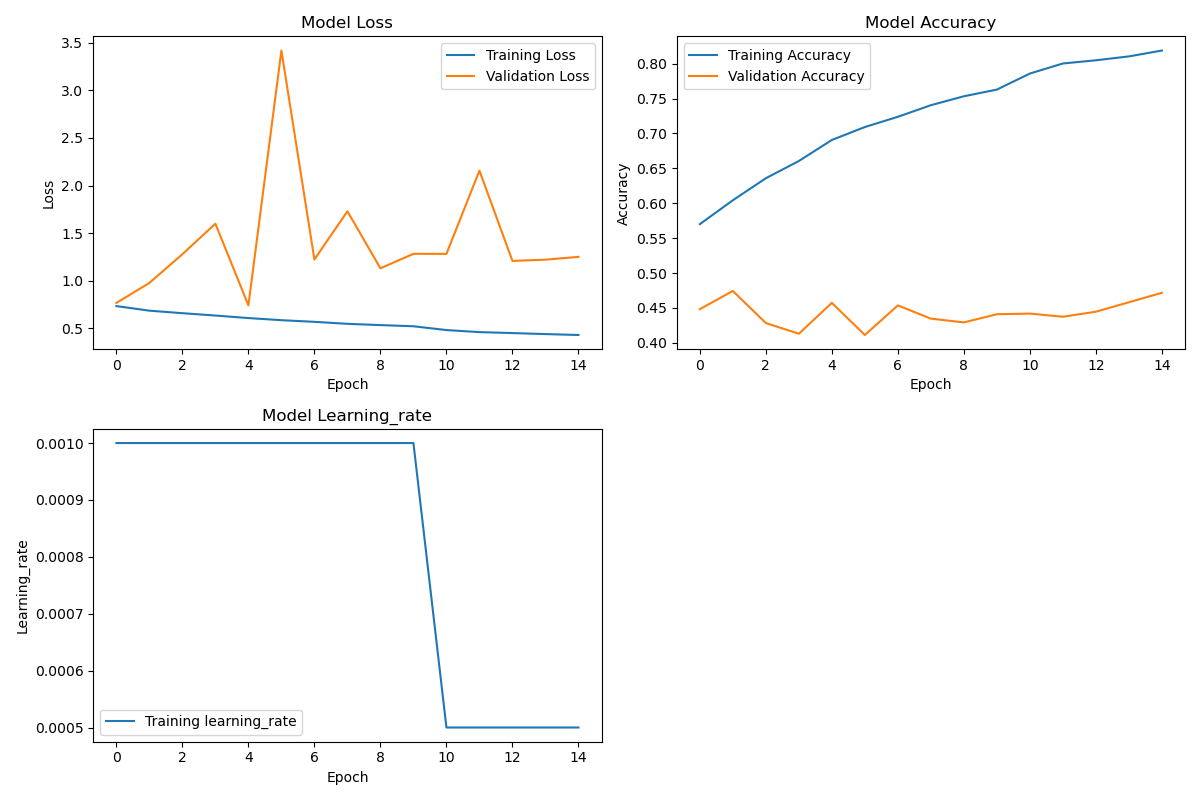 Model Loss
3.5
3.0
2.5
2.0
1.5
1.0
0.5
Loss
Training Loss
Validation Loss
0 2 4 6 8 10 12 14
Epoch
Model Accuracy
0.80
0.75
0.70
0.65
0.60
0.55
0.50
0.45
0.40
Accuracy
Training Accuracy
Validation Accuracy
0 2 4 6 8 10 12 14
Epoch
Model Learning_rate
0.0010
0.0009
0.0008
0.0007
0.0006
0.0005
Learning_rate
Training learning_rate
0 2 4 6 8 10 12 14
Epoch